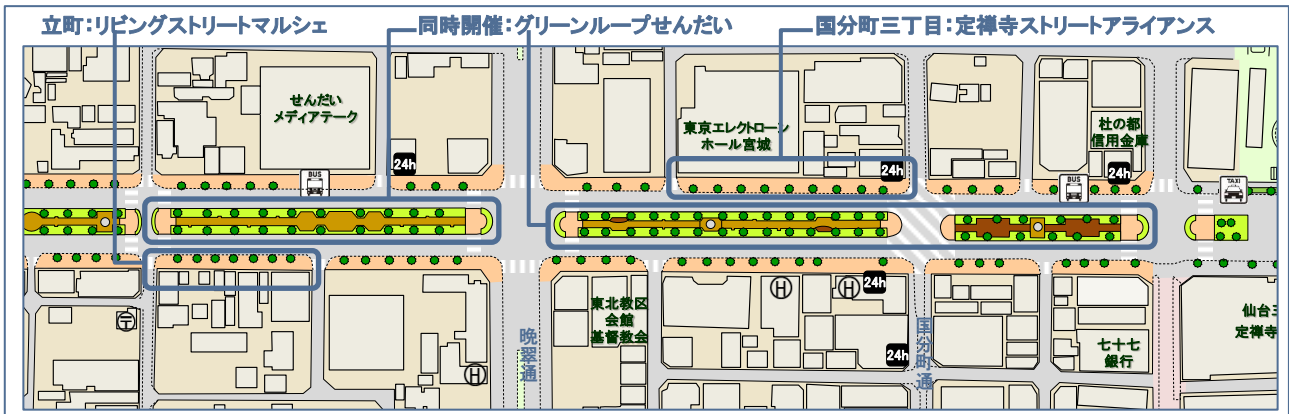 立町：リビングストリートマルシェ
同時開催：グリーンループせんだい
国分町三丁目：定禅寺ストリートアライアンス
せんだい
メディアテーク
24h
BUS
東京エレクトローン
ホール宮城
24h
杜の都
信用金庫
24h
BUS
TAXI
〒
H
晩翠通
東北教区
会館
基督教会
H
H
24h
24h
国分町通
七十七
銀行
仙台三
定禅寺